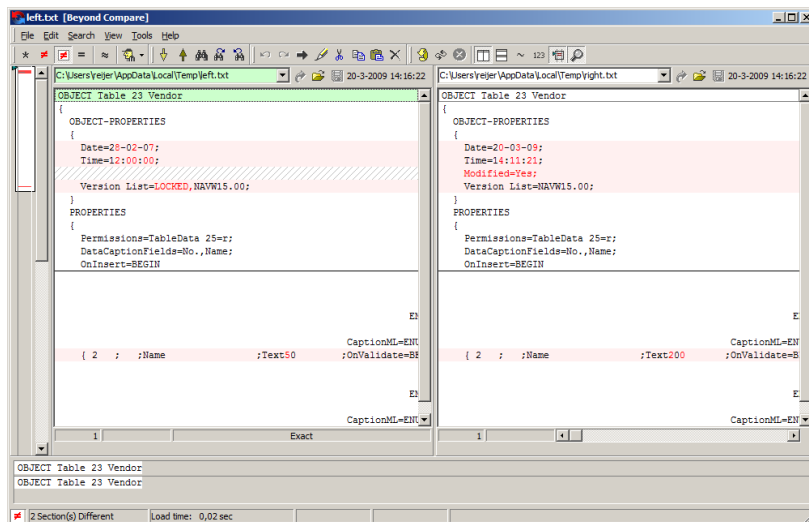 left.txt [Beyond Compare]
File Edit Search View Tools Help
123
C:\Users\reijer\AppData\Local\Temp\left.txt 20-3-2009 14:16:22
OBJECT Table 23 Vendor
{
OBJECT-PROPERTIES
{
Date=28-02-07;
Time=12:00:00;
Version List=LOCKED,NAVW15.00;
}
PROPERTIES
{
Permissions=TableData 25=r;
DataCaptionFields=No.,Name;
OnInsert=BEGIN
EN
CaptionML=ENU
{ 2 ; ;Name ;Text50 ;OnValidate=BE
EN
CaptionML=ENU
1 Exact
C:\Users\reijer\AppData\Local\Temp\right.txt 20-3-2009 14:16:22
OBJECT Table 23 Vendor
{
OBJECT-PROPERTIES
{
Date=20-03-09;
Time=14:11:21;
Modified=Yes;
Version List=NAVW15.00;
}
PROPERTIES
{
Permissions=TableData 25=r;
DataCaptionFields=No.,Name;
OnInsert=BEGIN
E
CaptionML=EN
{ 2 ; ;Name ;Text200 ;OnValidate=B
E
CaptionML=EN
1
OBJECT Table 23 Vendor
OBJECT Table 23 Vendor
2 Section(s) Different Load time: 0,02 sec